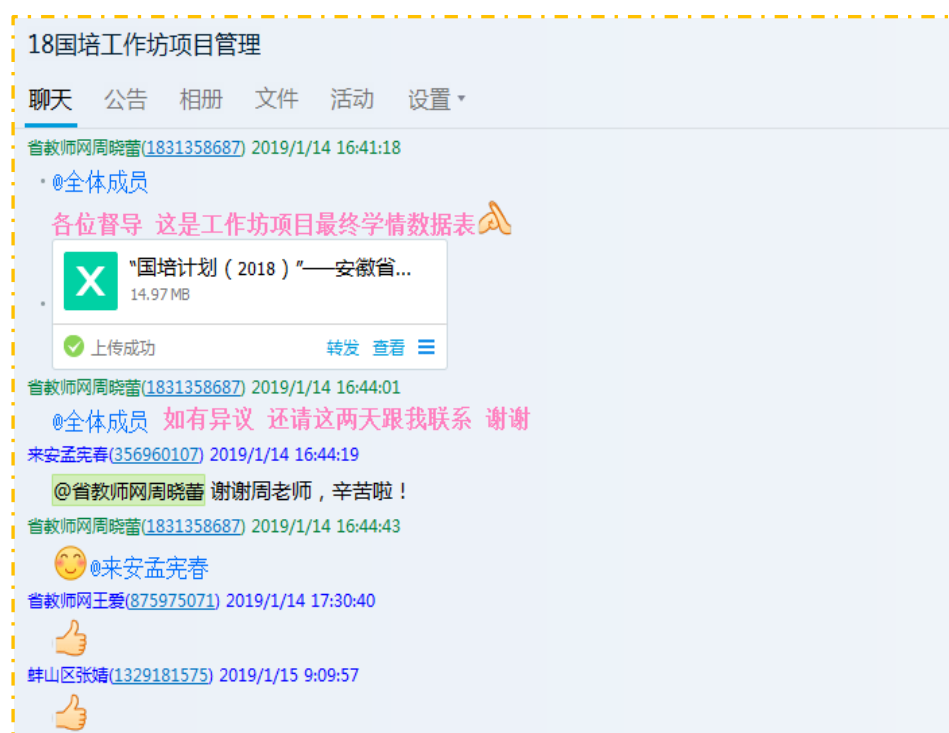 18国培工作坊项目管理
聊天 公告 相册 文件 活动 设置
省教师网周晓蕾(1831358687) 2019/1/14 16:41:18
@全体成员
各位督导 这是工作坊项目最终学情数据表
“国培计划（2018）”——安徽省...
14.97 MB
上传成功 转发 查看
省教师网周晓蕾(1831358687) 2019/1/14 16:44:01
@全体成员 如有异议 还请这两天跟我联系 谢谢
来安孟宪春(356960107) 2019/1/14 16:44:19
@省教师网周晓蕾 谢谢周老师，辛苦啦！
省教师网周晓蕾(1831358687) 2019/1/14 16:44:43
@来安孟宪春
省教师网王爱(875975071) 2019/1/14 17:30:40
蚌山区张婧(1329181575) 2019/1/15 9:09:57